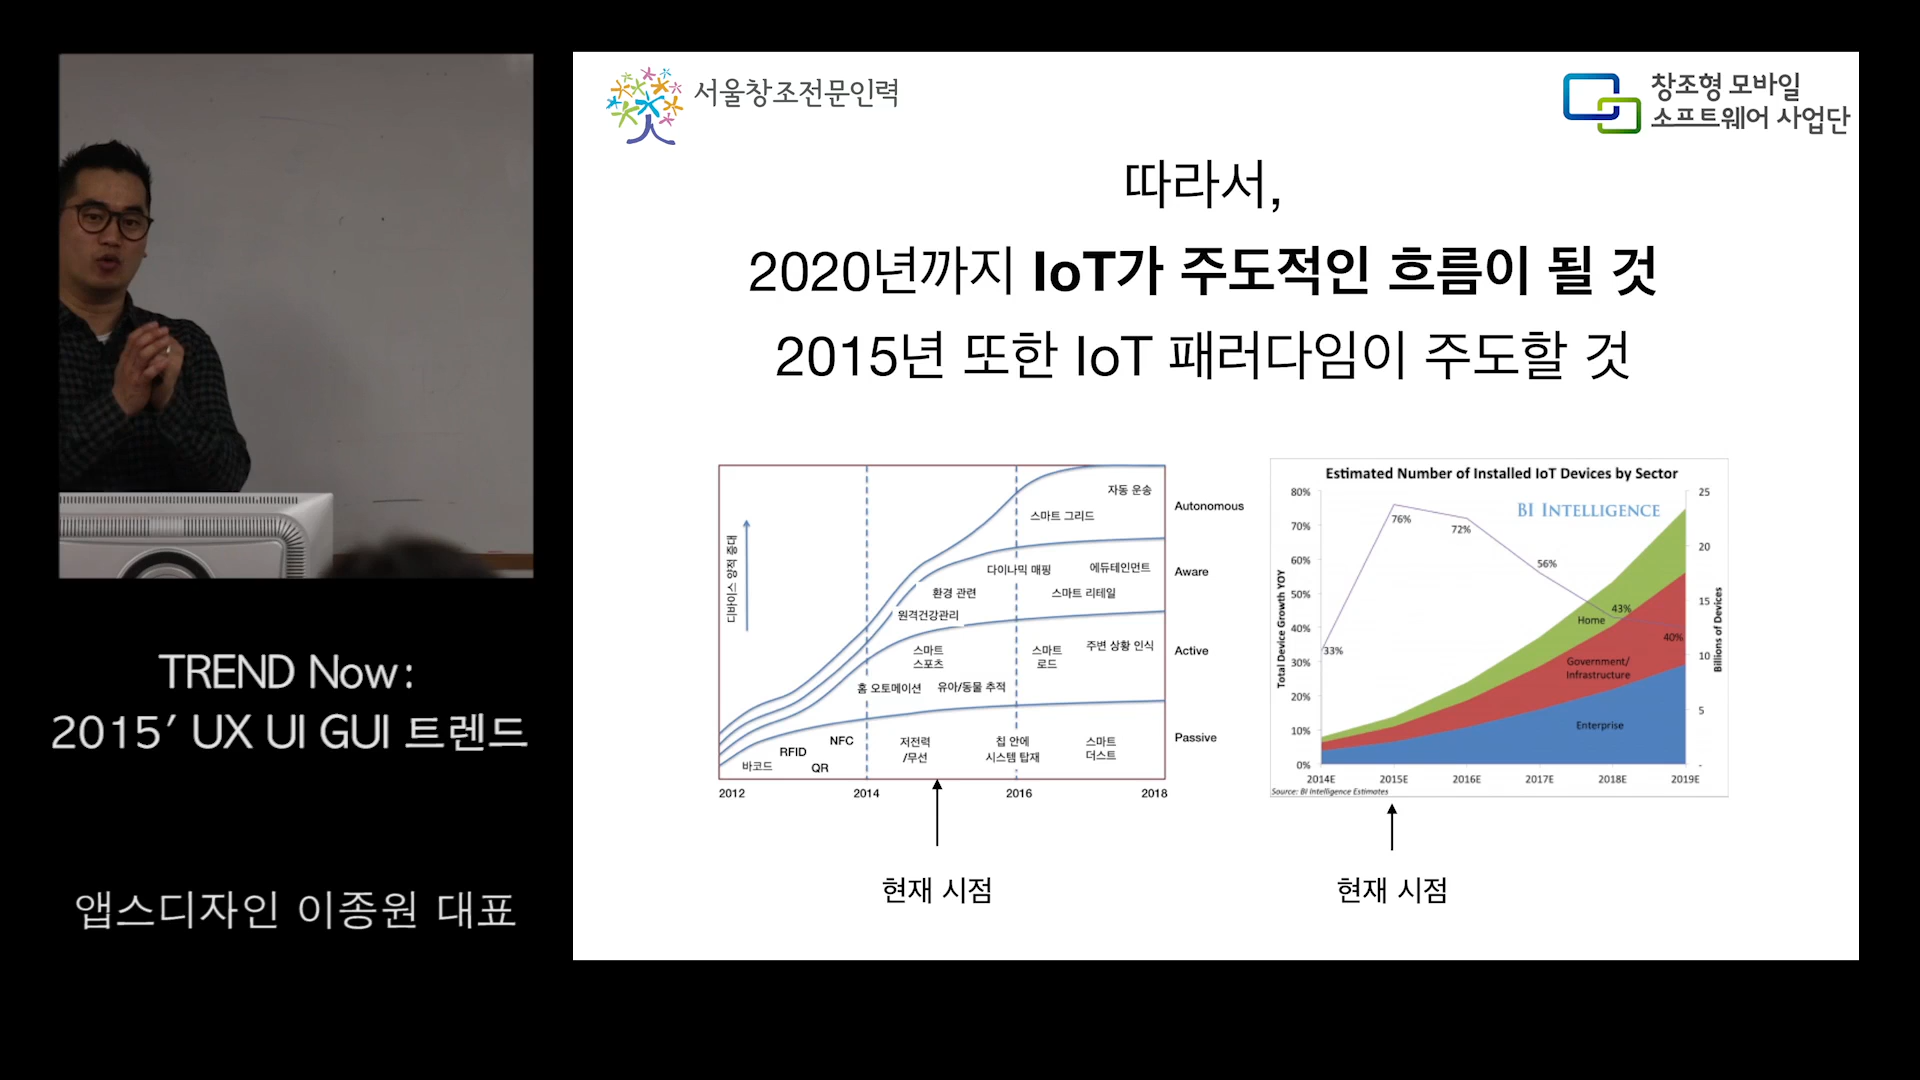 서울창조전문인력
창조형 모바일
소프트웨어 사업단
따라서,
2020년까지 IoT가 주도적인 흐름이 될 것
2015년 또한 IoT 패러다임이 주도할 것
디바이스 양적 증대
자동 운송
스마트 그리드
Autonomous
다이나믹 매핑
에듀테인먼트
환경 관련
스마트 리테일
원격건강관리
Aware
스마트
스포츠
스마트
로드
주변 상황 인식
홈 오토메이션
유아/동물 추적
Active
바코드
RFID
QR
NFC
저전력
/무선
칩 안에
시스템 탑재
스마트
더스트
Passive
2012
2014
2016
2018
현재 시점
Estimated Number of Installed IoT Devices by Sector
BI INTELLIGENCE
Total Device Growth YOY
80%
70%
60%
50%
40%
30%
20%
10%
0%
33%
76%
72%
56%
43%
40%
Home
Government/
Infrastructure
Enterprise
25
20
15
10
5
-
Billions of Devices
2014E
2015E
2016E
2017E
2018E
2019E
Source: BI Intelligence Estimates
현재 시점
TREND Now:
2015′ UX UI GUI 트렌드
앱스디자인 이종원 대표